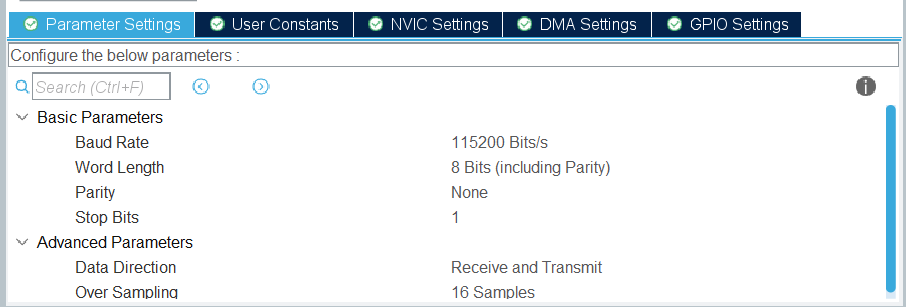 Parameter Settings User Constants NVIC Settings DMA Settings GPIO Settings
Configure the below parameters :
Search (Ctrl+F)
Basic Parameters
Baud Rate 115200 Bits/s
Word Length 8 Bits (including Parity)
Parity None
Stop Bits 1
Advanced Parameters
Data Direction Receive and Transmit
Over Sampling 16 Samples